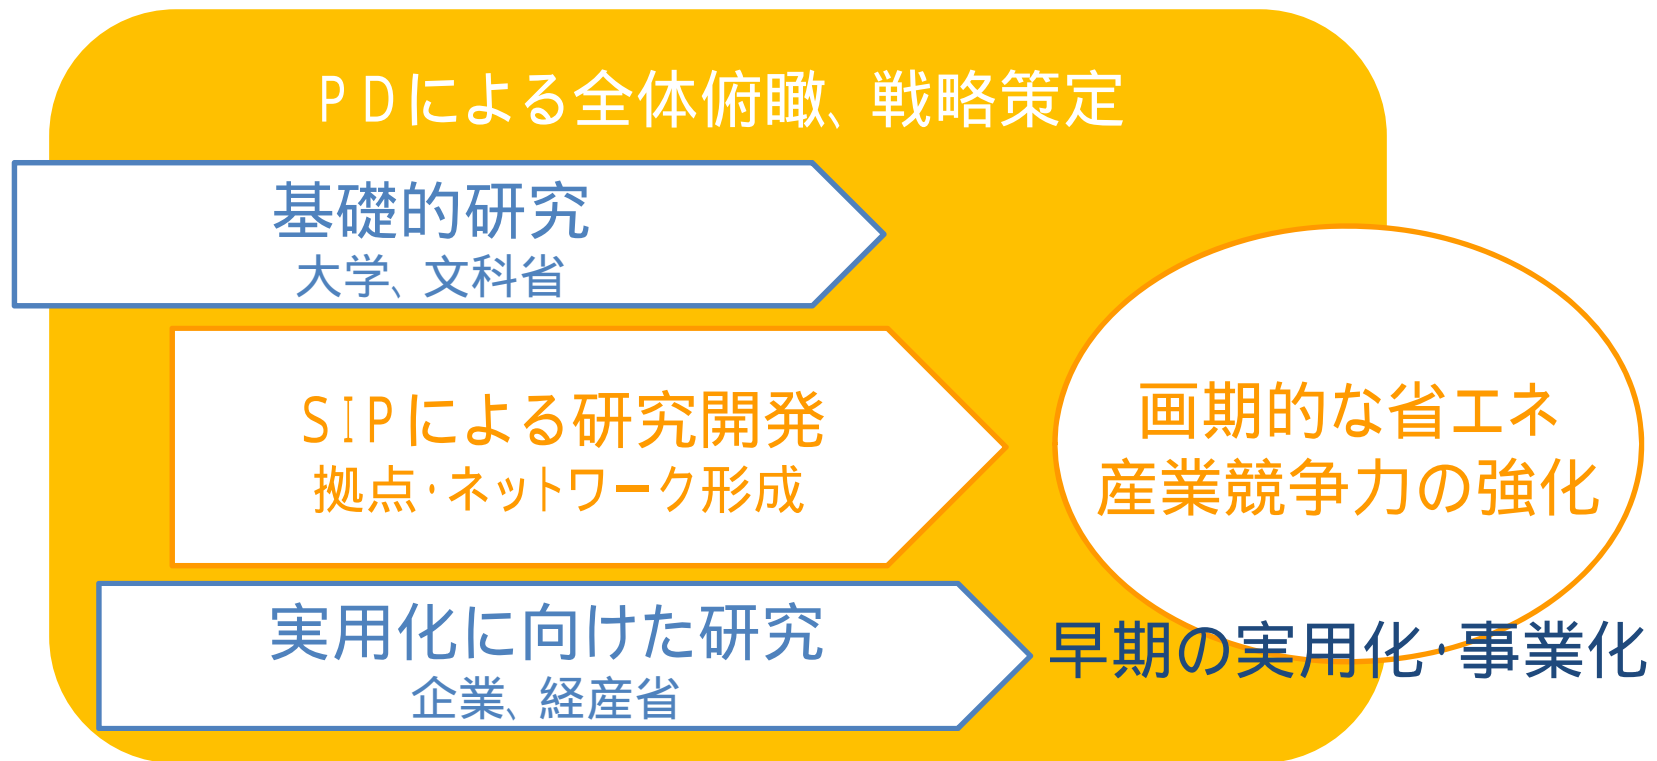 PDによる全体俯瞰、戦略策定
基礎的研究
大学、文科省
SIPによる研究開発
拠点・ネットワーク形成
実用化に向けた研究
企業、経産省
画期的な省エネ
産業競争力の強化
早期の実用化・事業化